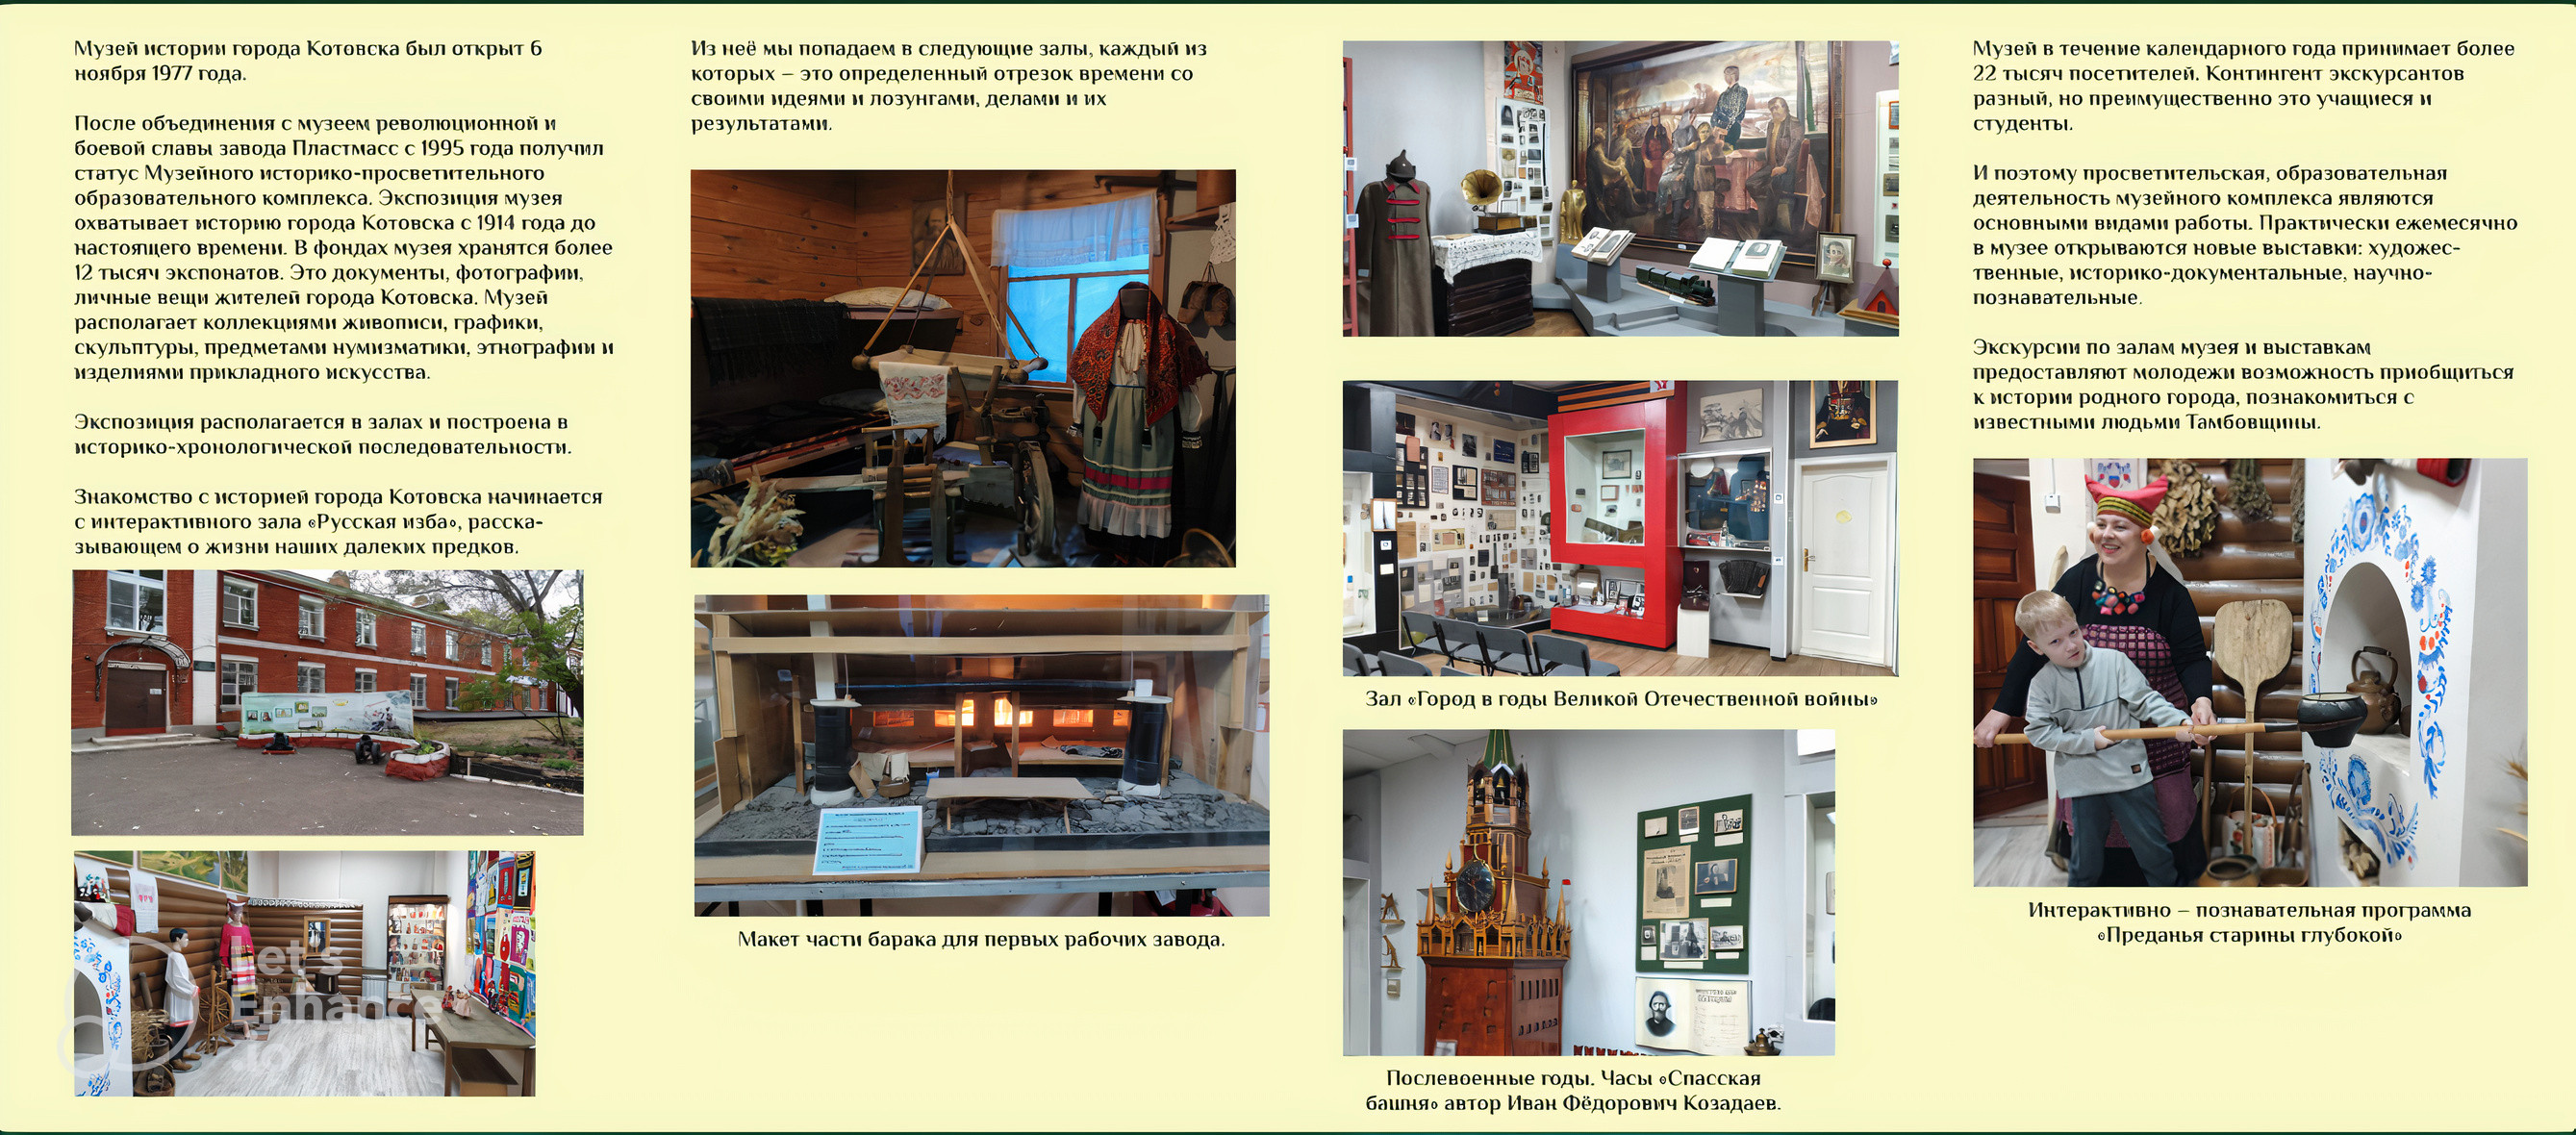 Музей истории города Котовска был открыт 6
ноября 1977 года.
После объединения с музеем революционной и
боевой славы завода Пластмасс с 1995 года получил
статус Музейного историко-просветительного
образовательного комплекса. Экспозиция музея
охватывает историю города Котовска с 1914 года до
настоящего времени. В фондах музея хранятся более
12 тысяч экспонатов. Это документы, фотографии,
личные вещи жителей города Котовска. Музей
располагает коллекциями живописи, графики,
скульптуры, предметами нумизматики, этнографии и
изделиями прикладного искусства.
Экспозиция располагается в залах и построена в
историко-хронологической последовательности.
Знакомство с историей города Котовска начинается
с интерактивного зала «Русская изба», расска-
зывающем о жизни наших далеких предков.
Let's
Enhance
.io
Из неё мы попадаем в следующие залы, каждый из
которых – это определенный отрезок времени со
своими идеями и лозунгами, делами и их
результатами.
Макет части барака для первых рабочих завода.
Зал «Город в годы Великой Отечественной войны»
Послевоенные годы. Часы «Спасская
башня» автор Иван Фёдорович Козадаев.
Музей в течение календарного года принимает более
22 тысяч посетителей. Контингент экскурсантов
разный, но преимущественно это учащиеся и
студенты.
И поэтому просветительская, образовательная
деятельность музейного комплекса являются
основными видами работы. Практически ежемесячно
в музее открываются новые выставки: художес-
твенные, историко-документальные, научно-
познавательные.
Экскурсии по залам музея и выставкам
предоставляют молодежи возможность приобщиться
к истории родного города, познакомиться с
известными людьми Тамбовщины.
Интерактивно – познавательная программа
«Преданья старины глубокой»